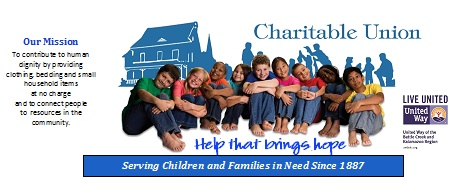 Our Mission
To contribute to human
dignity by providing
clothing, bedding and small
household items
at no charge
and to connect people
to resources in the
community.
Charitable Union
Help that brings hope
LIVE UNITED
United
Way
United Way of the
Battle Creek and
Kalamazoo Region
Serving Children and Families in Need Since 1887